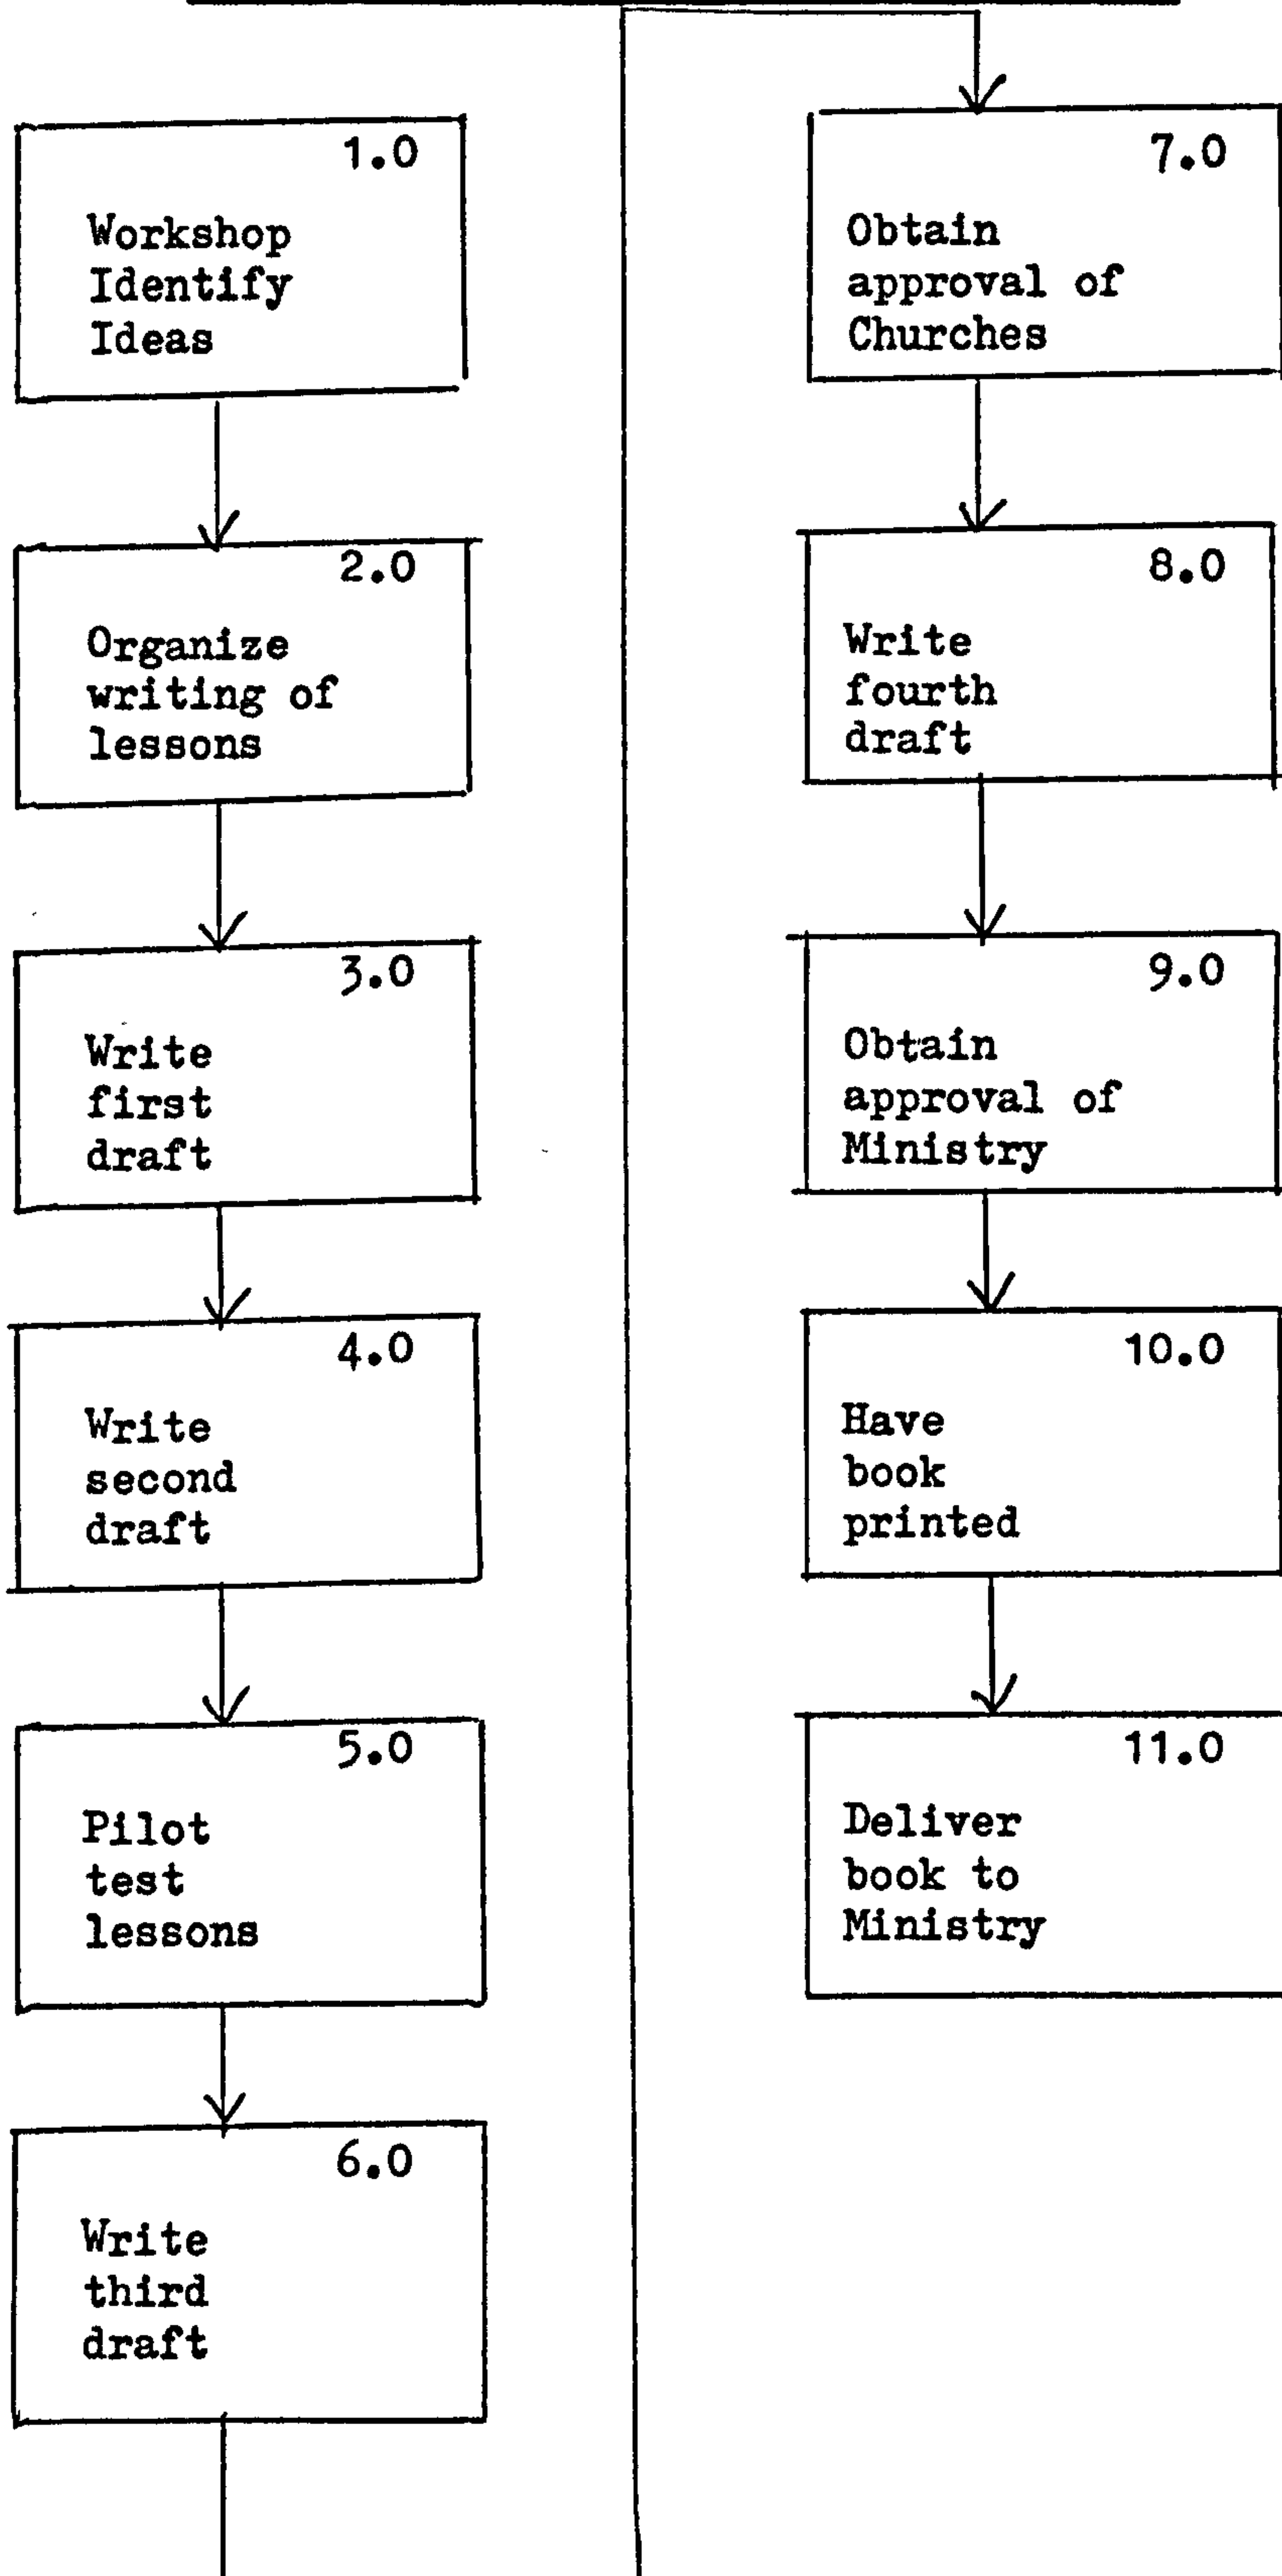 1.0
Workshop
Identify
Ideas
2.0
Organize
writing of
lessons
3.0
Write
first
draft
4.0
Write
second
draft
5.0
Pilot
test
lessons
6.0
Write
third
draft
7.0
Obtain
approval of
Churches
8.0
Write
fourth
draft
9.0
Obtain
approval of
Ministry
10.0
Have
book
printed
11.0
Deliver
book to
Ministry